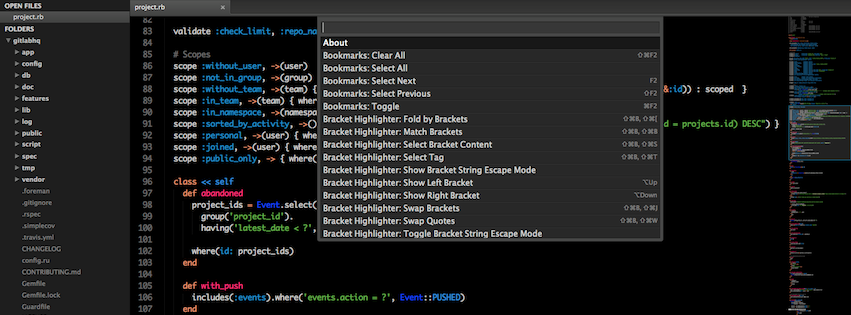 OPEN FILES
project.rb
FOLDERS
gitlabhq
app
config
db
doc
features
lib
log
public
script
spec
tmp
vendor
.foreman
.gitignore
.rspec
.simplecov
.travis.yml
CHANGELOG
config.ru
CONTRIBUTING.md
Gemfile
Gemfile.lock
Guardfile
project.rb ×
82
83 validate :check_limit, :repo_na
84
85 # Scopes
86 scope :without_user, ->(user)
87 scope :not_in_group, ->(group)
88 scope :without_team, ->(team) { &:id)) : scoped }
89 scope :in_team, ->(team) { wher
90 scope :in_namespace, ->(namespa
91 scope :sorted_by_activity, ->() d = projects.id) DESC") }
92 scope :personal, ->(user) { whe
93 scope :joined, ->(user) { where
94 scope :public_only, -> { where(
95
96 class << self
97 def abandoned
98 project_ids = Event.select(
99 group('project_id').
100 having('latest_date < ?',
101
102 where(id: project_ids)
103 end
104
105 def with_push
106 includes(:events).where('events.action = ?', Event::PUSHED)
107 end
About
Bookmarks: Clear All ⇧⌘F2
Bookmarks: Select All
Bookmarks: Select Next F2
Bookmarks: Select Previous ⇧F2
Bookmarks: Toggle ⌘F2
Bracket Highlighter: Fold by Brackets ⇧⌘B, ⇧⌘[
Bracket Highlighter: Match Brackets ⇧⌘B, ⇧⌘B
Bracket Highlighter: Select Bracket Content ⇧⌘B, ⇧⌘S
Bracket Highlighter: Select Tag ⇧⌘B, ⇧⌘T
Bracket Highlighter: Show Bracket String Escape Mode
Bracket Highlighter: Show Left Bracket ⌥Up
Bracket Highlighter: Show Right Bracket ⌥Down
Bracket Highlighter: Swap Brackets ⇧⌘B, ⇧⌘J
Bracket Highlighter: Swap Quotes ⇧⌘B, ⇧⌘W
Bracket Highlighter: Toggle Bracket String Escape Mode